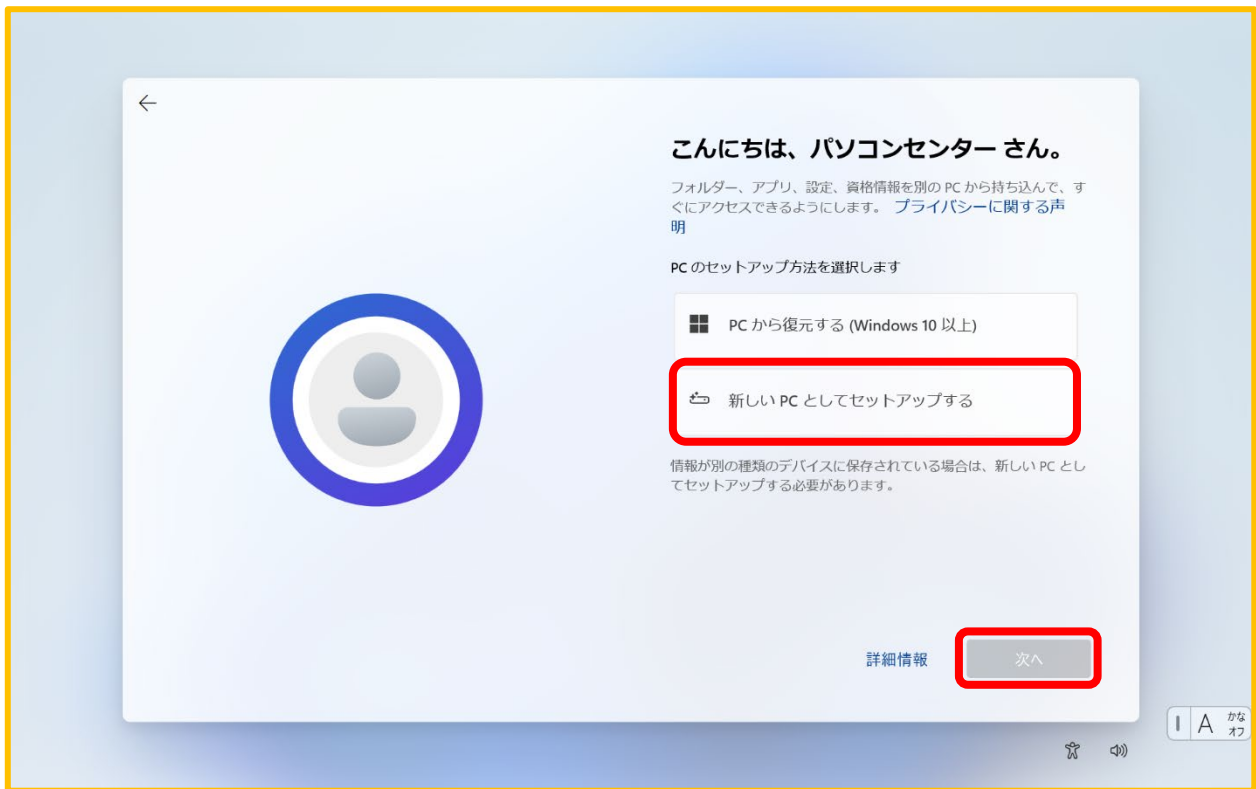 こんにちは、パソコンセンター さん。
フォルダー、アプリ、設定、資格情報を別の PC から持ち込んで、す
ぐにアクセスできるようにします。 プライバシーに関する声
明
PC のセットアップ方法を選択します
PC から復元する (Windows 10 以上)
新しい PC としてセットアップする
情報が別の種類のデバイスに保存されている場合は、新しい PC とし
てセットアップする必要があります。
詳細情報 次へ
A かな
オフ